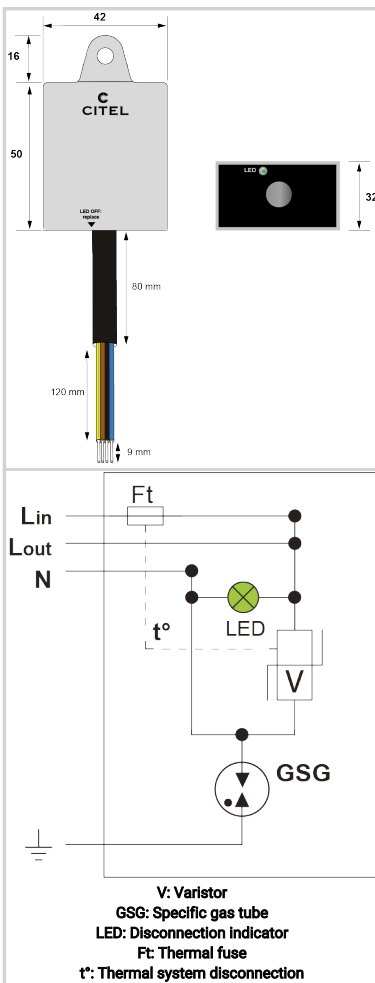 42
16
C
CITEL
50
LED
32
LED OFF:
replace
80 mm
120 mm
9 mm
Ft
Lin
Lout
N
LED
t°
V
GSG
V: Varistor
GSG: Specific gas tube
LED: Disconnection indicator
Ft: Thermal fuse
t°: Thermal system disconnection